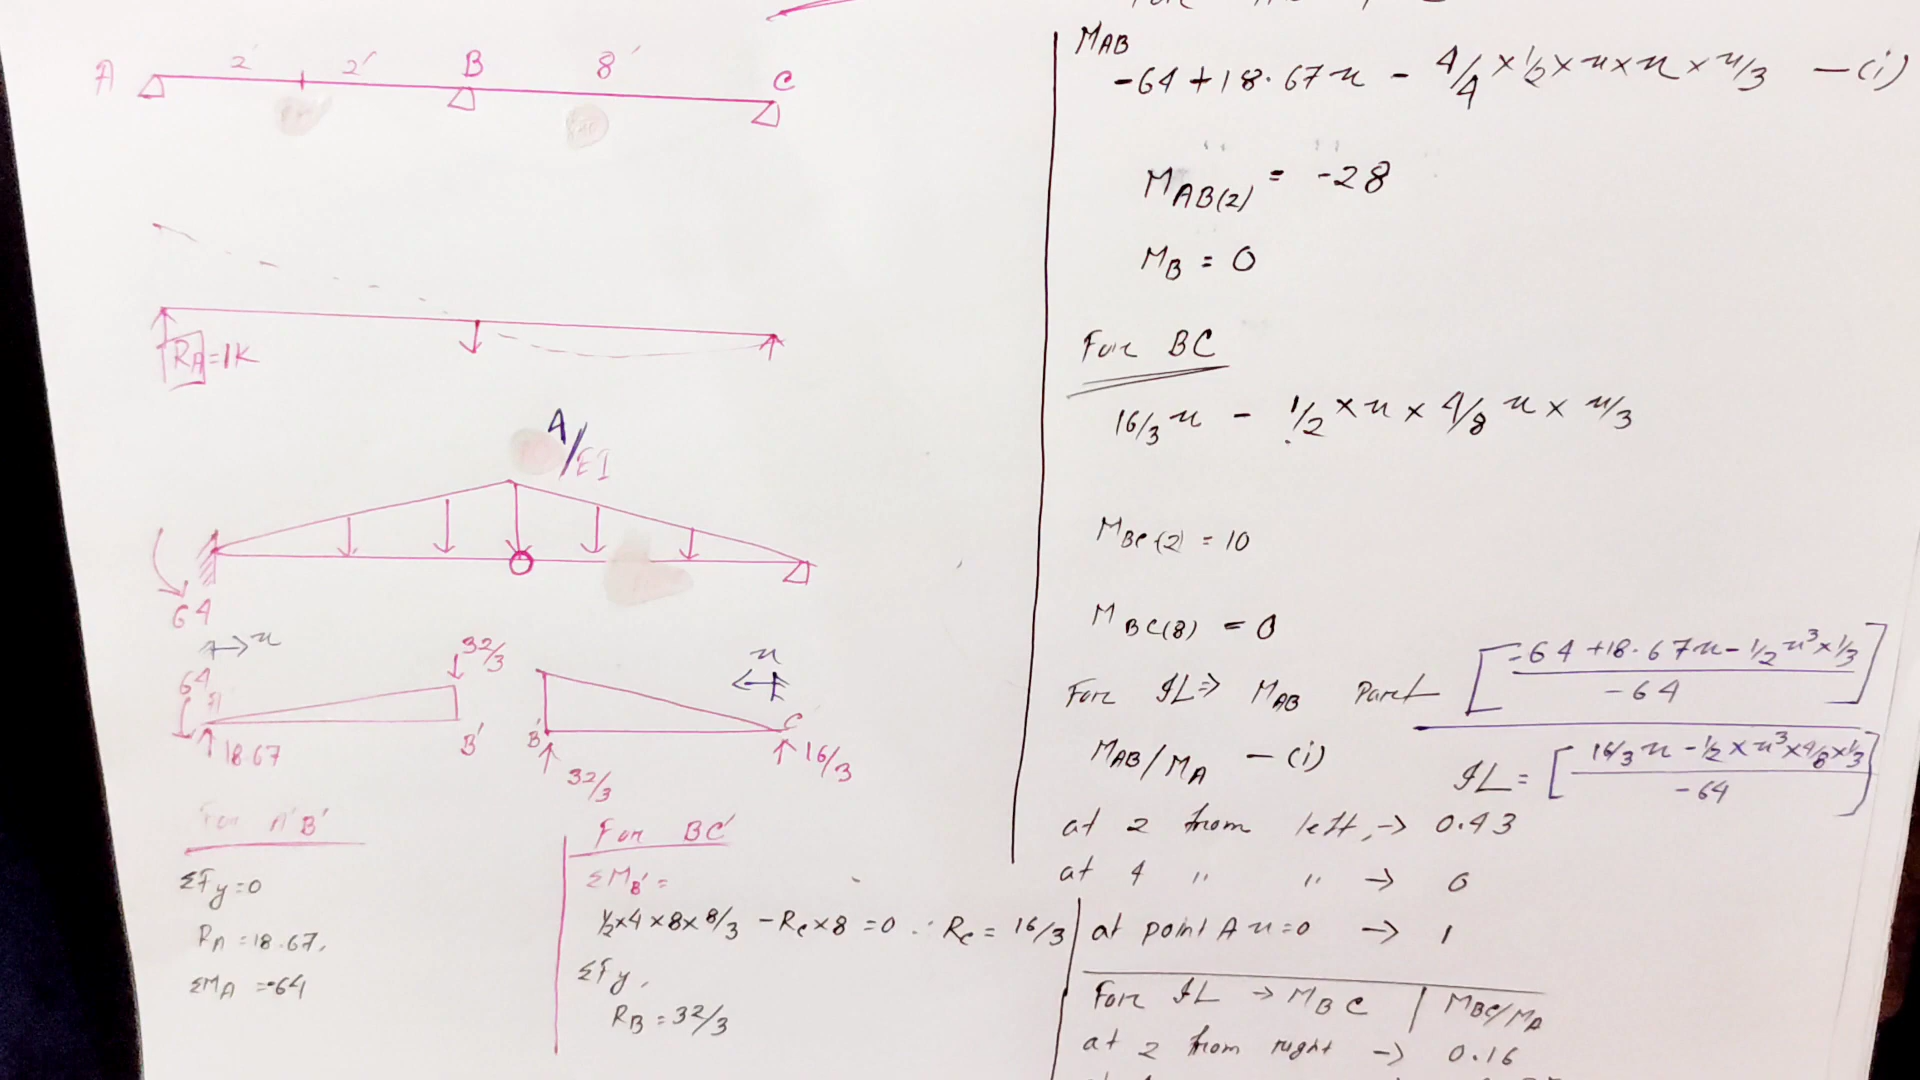 A 2' 2' B 8' C
RA=1K
4/EI
64
→x
64 A 18.67 32/3 B'
x
B' 32/3 C 16/3
For A'B'
ΣFy=0
RA=18.67,
ΣMA=-64
For BC'
ΣMB'=
1/2×4×8×8/3 -Rc×8=0 ∴ Rc= 16/3
ΣFy,
RB=32/3
MAB
-64+18.67x - 4/4×1/2×x×x×x/3 —(i)
MAB(2) = -28
MB = 0
For BC
16/3x - 1/2×x×4/8x×x/3
MBC(2) = 10
MBC(8) = 0
For IL⇒ MAB Part [-64+18.67x-1/2x³×1/3 / -64]
MAB/MA —(i)
IL= [16/3x-1/2×x³×4/8×1/3 / -64]
at 2 from left,→ 0.43
at 4 " " → 0
at point A x=0 → 1
For IL → MBC | MBC/MA
at 2 from right → 0.16